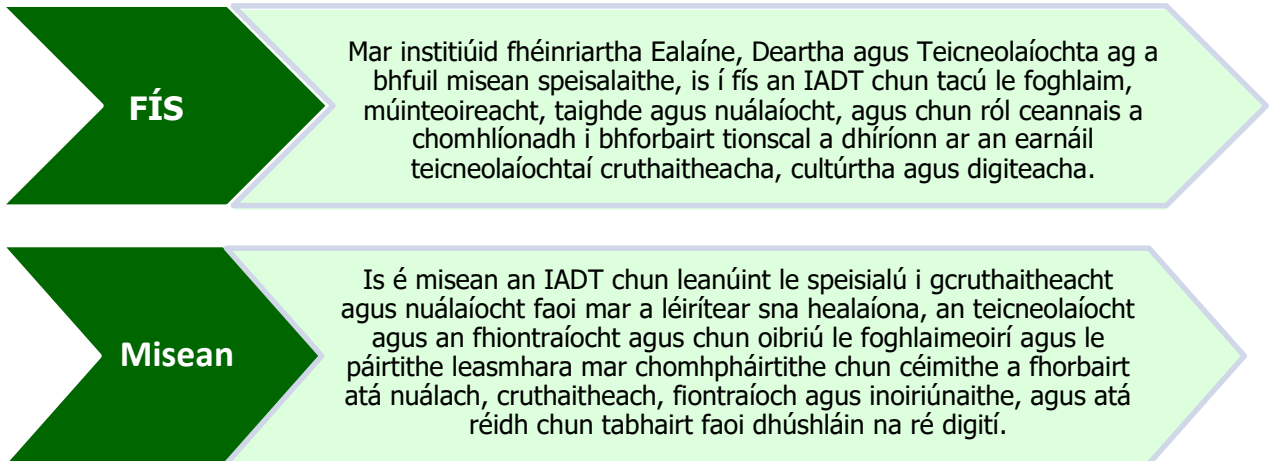 FÍS
Mar institiúid fhéinriartha Ealaíne, Deartha agus Teicneolaíochta ag a
bhfuil misean speisalaithe, is í fís an IADT chun tacú le foghlaim,
múinteoireacht, taighde agus nuálaíocht, agus chun ról ceannais a
chomhlíonadh i bhforbairt tionscal a dhíríonn ar an earnáil
teicneolaíochtaí cruthaitheacha, cultúrtha agus digiteacha.
Misean
Is é misean an IADT chun leanúint le speisialú i gcruthaitheacht
agus nuálaíocht faoi mar a léirítear sna healaíona, an teicneolaíocht
agus an fhiontraíocht agus chun oibriú le foghlaimeoirí agus le
páirtithe leasmhara mar chomhpháirtithe chun céimithe a fhorbairt
atá nuálach, cruthaitheach, fiontraíoch agus inoiriúnaithe, agus atá
réidh chun tabhairt faoi dhúshláin na ré digití.